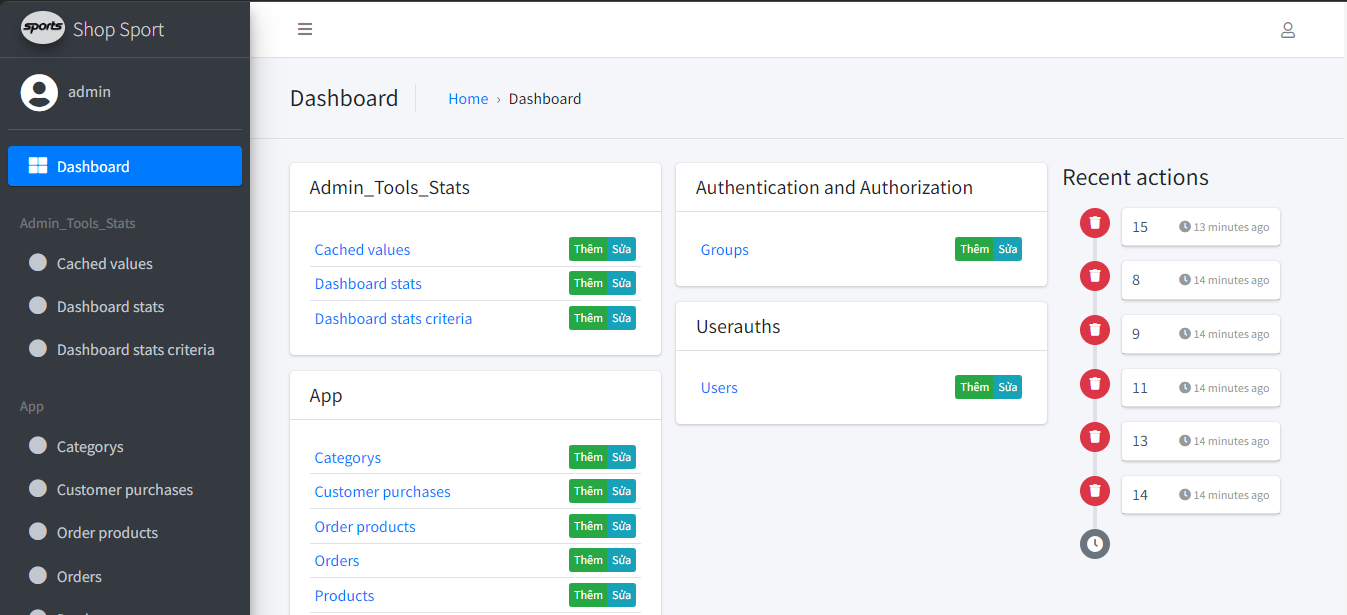 sports Shop Sport
admin
Dashboard
Admin_Tools_Stats
Cached values
Dashboard stats
Dashboard stats criteria
App
Categorys
Customer purchases
Order products
Orders
Dashboard
Home › Dashboard
Admin_Tools_Stats
Cached values Thêm Sửa
Dashboard stats Thêm Sửa
Dashboard stats criteria Thêm Sửa
App
Categorys Thêm Sửa
Customer purchases Thêm Sửa
Order products Thêm Sửa
Orders Thêm Sửa
Products Thêm Sửa
Authentication and Authorization
Groups Thêm Sửa
Userauths
Users Thêm Sửa
Recent actions
15 13 minutes ago
8 14 minutes ago
9 14 minutes ago
11 14 minutes ago
13 14 minutes ago
14 14 minutes ago